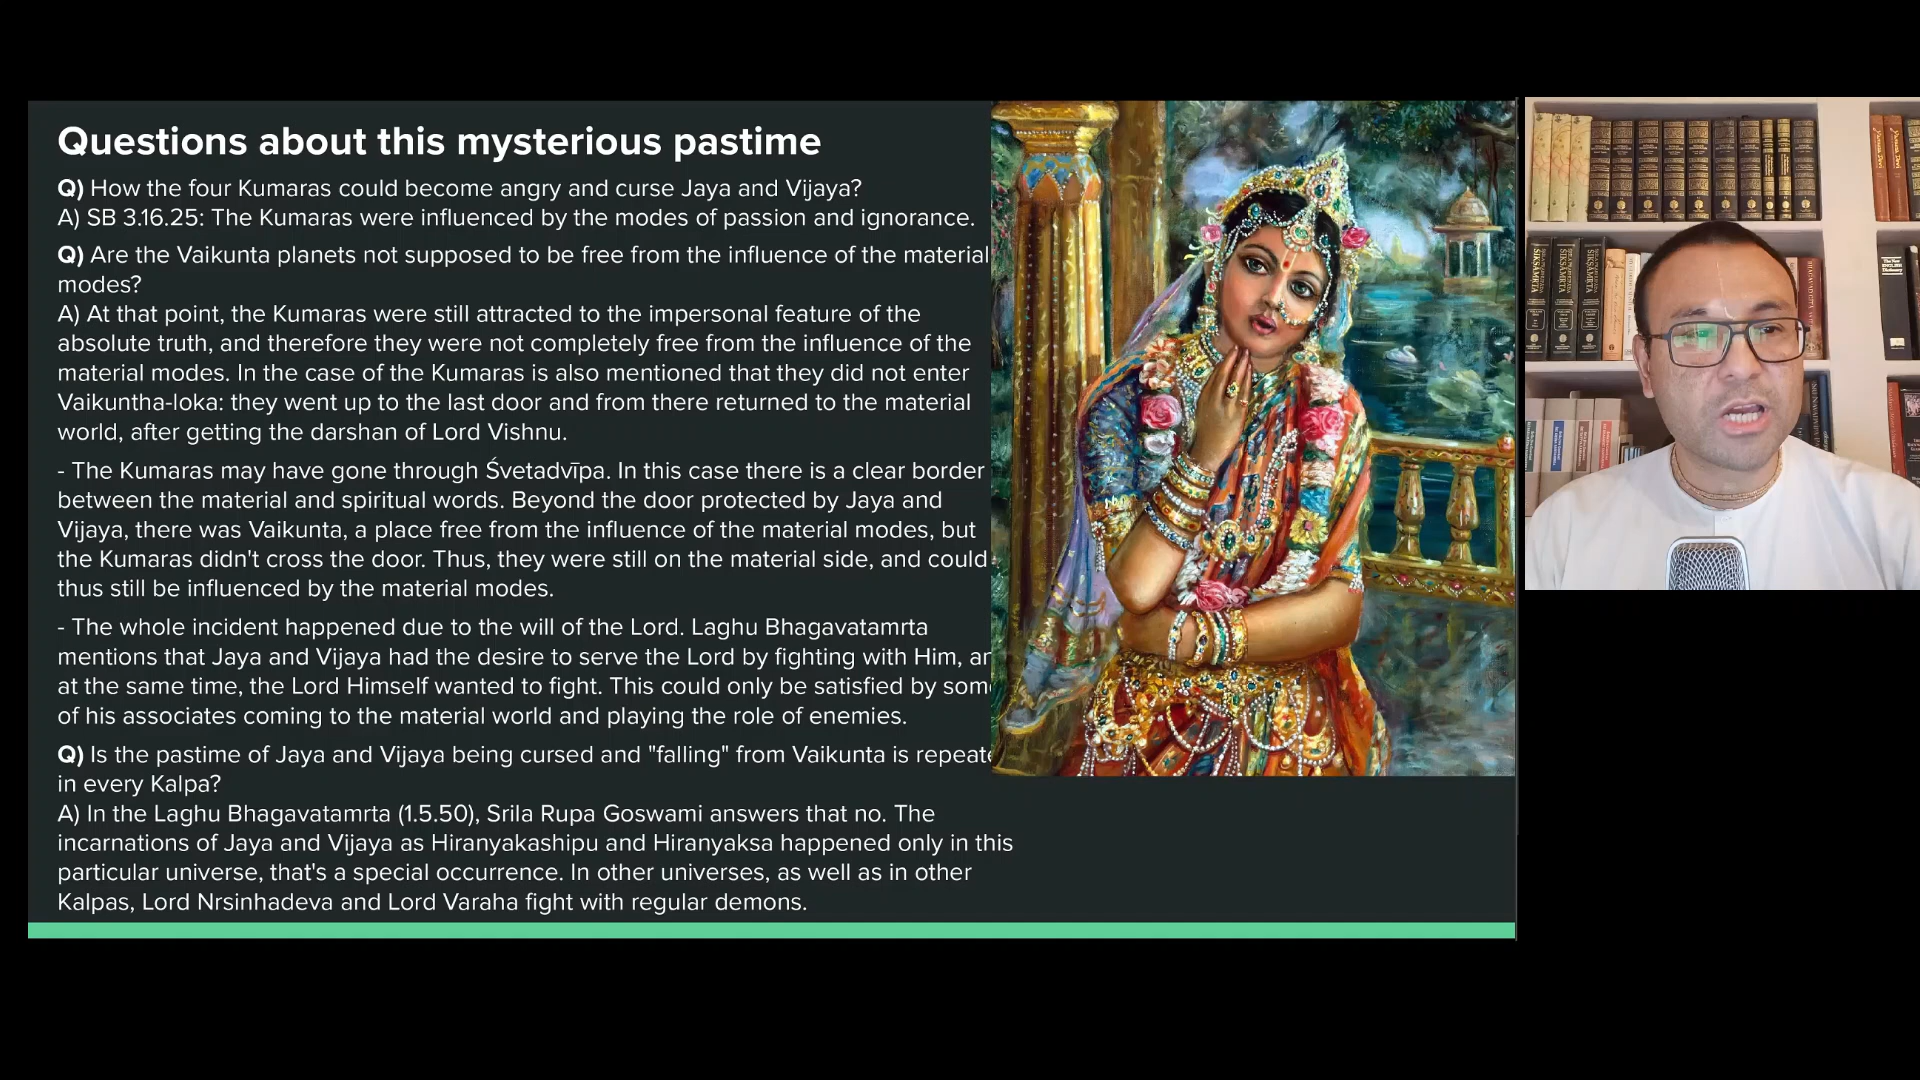 Questions about this mysterious pastime
Q) How the four Kumaras could become angry and curse Jaya and Vijaya?
A) SB 3.16.25: The Kumaras were influenced by the modes of passion and ignorance.
Q) Are the Vaikunta planets not supposed to be free from the influence of the material
modes?
A) At that point, the Kumaras were still attracted to the impersonal feature of the
absolute truth, and therefore they were not completely free from the influence of the
material modes. In the case of the Kumaras is also mentioned that they did not enter
Vaikuntha-loka: they went up to the last door and from there returned to the material
world, after getting the darshan of Lord Vishnu.
- The Kumaras may have gone through Śvetadvīpa. In this case there is a clear border
between the material and spiritual words. Beyond the door protected by Jaya and
Vijaya, there was Vaikunta, a place free from the influence of the material modes, but
the Kumaras didn't cross the door. Thus, they were still on the material side, and could
thus still be influenced by the material modes.
- The whole incident happened due to the will of the Lord. Laghu Bhagavatamrta
mentions that Jaya and Vijaya had the desire to serve the Lord by fighting with Him, an
at the same time, the Lord Himself wanted to fight. This could only be satisfied by som
of his associates coming to the material world and playing the role of enemies.
Q) Is the pastime of Jaya and Vijaya being cursed and "falling" from Vaikunta is repeate
in every Kalpa?
A) In the Laghu Bhagavatamrta (1.5.50), Srila Rupa Goswami answers that no. The
incarnations of Jaya and Vijaya as Hiranyakashipu and Hiranyaksa happened only in this
particular universe, that's a special occurrence. In other universes, as well as in other
Kalpas, Lord Nrsinhadeva and Lord Varaha fight with regular demons.